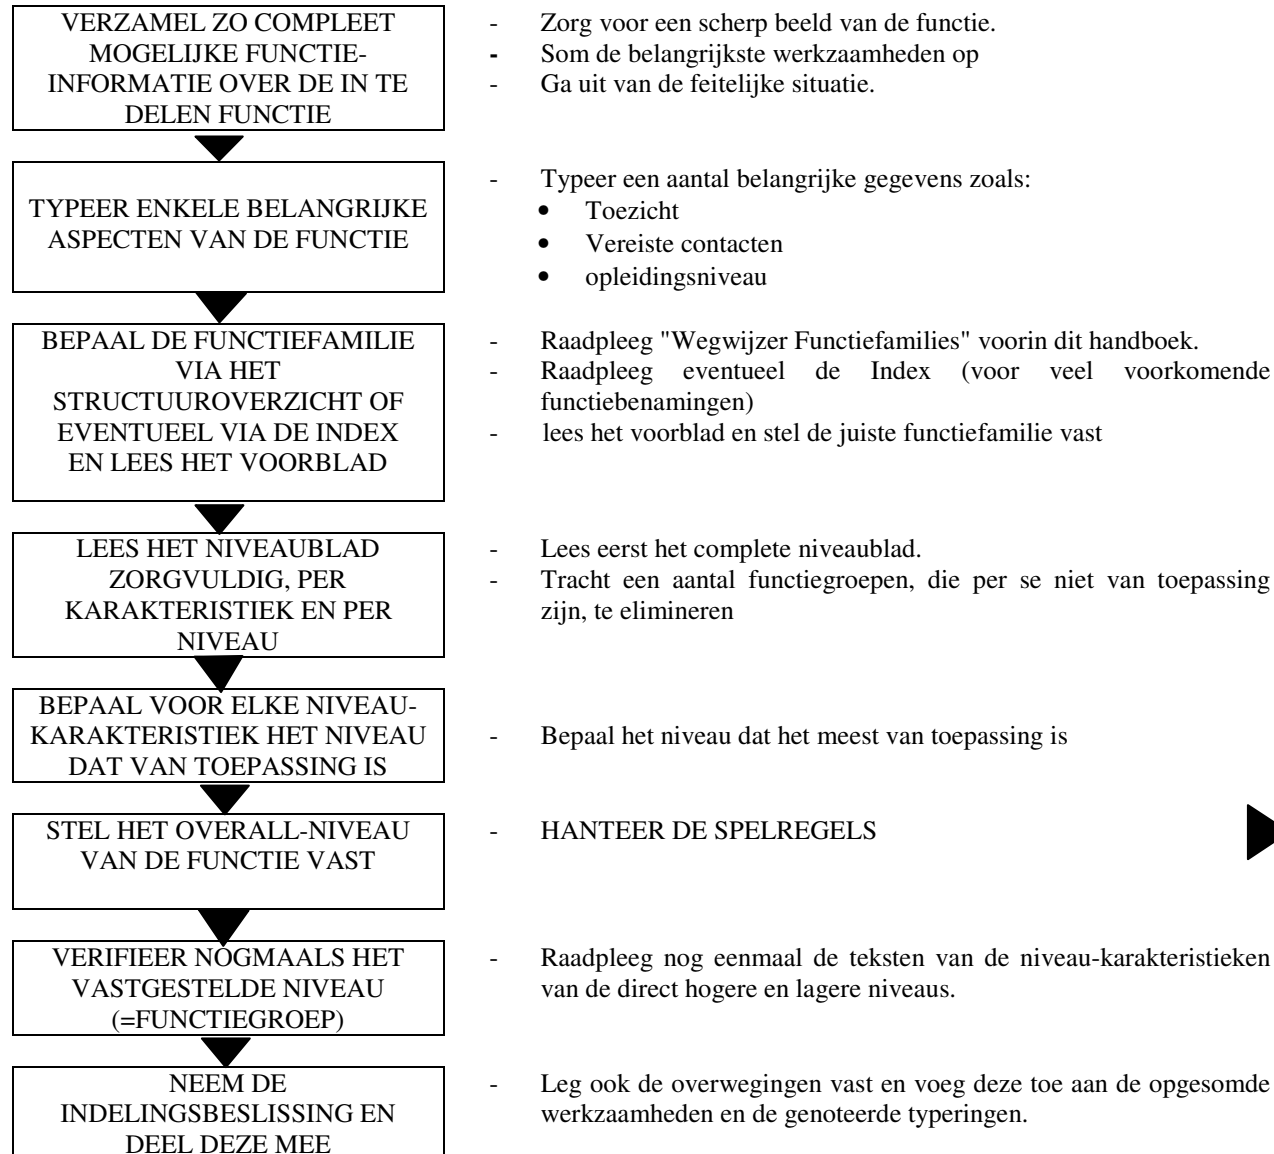 VERZAMEL ZO COMPLEET
MOGELIJKE FUNCTIE-
INFORMATIE OVER DE IN TE
DELEN FUNCTIE
- Zorg voor een scherp beeld van de functie.
- Som de belangrijkste werkzaamheden op
- Ga uit van de feitelijke situatie.
TYPEER ENKELE BELANGRIJKE
ASPECTEN VAN DE FUNCTIE
- Typeer een aantal belangrijke gegevens zoals:
• Toezicht
• Vereiste contacten
• opleidingsniveau
BEPAAL DE FUNCTIEFAMILIE
VIA HET
STRUCTUUROVERZICHT OF
EVENTUEEL VIA DE INDEX
EN LEES HET VOORBLAD
- Raadpleeg "Wegwijzer Functiefamilies" voorin dit handboek.
- Raadpleeg eventueel de Index (voor veel voorkomende
functiebenamingen)
- lees het voorblad en stel de juiste functiefamilie vast
LEES HET NIVEAUBLAD
ZORGVULDIG, PER
KARAKTERISTIEK EN PER
NIVEAU
- Lees eerst het complete niveaublad.
- Tracht een aantal functiegroepen, die per se niet van toepassing
zijn, te elimineren
BEPAAL VOOR ELKE NIVEAU-
KARAKTERISTIEK HET NIVEAU
DAT VAN TOEPASSING IS
- Bepaal het niveau dat het meest van toepassing is
STEL HET OVERALL-NIVEAU
VAN DE FUNCTIE VAST
- HANTEER DE SPELREGELS
VERIFIEER NOGMAALS HET
VASTGESTELDE NIVEAU
(=FUNCTIEGROEP)
- Raadpleeg nog eenmaal de teksten van de niveau-karakteristieken
van de direct hogere en lagere niveaus.
NEEM DE
INDELINGSBESLISSING EN
DEEL DEZE MEE
- Leg ook de overwegingen vast en voeg deze toe aan de opgesomde
werkzaamheden en de genoteerde typeringen.